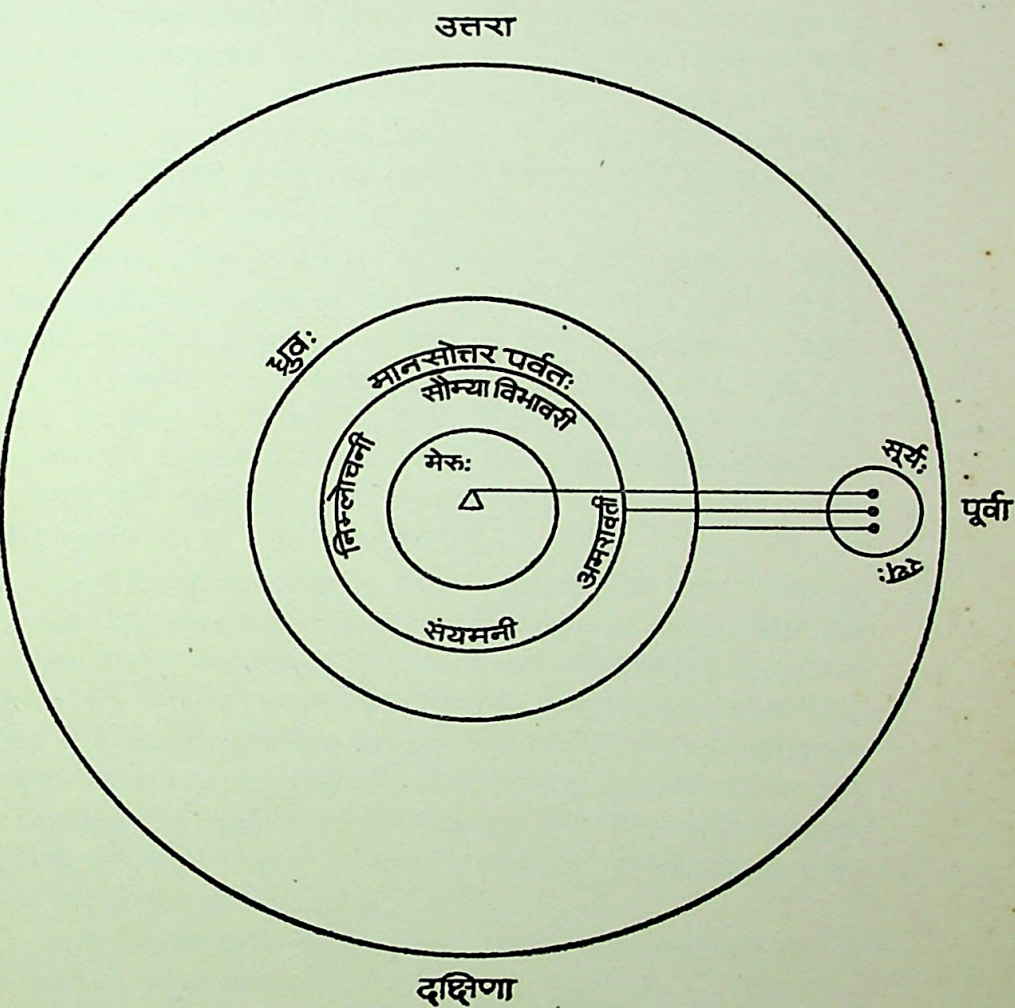 उत्तरा
ध्रुवः
मानसोत्तर पर्वतः
सौम्या विभावरी
निम्लोचनी
मेरुः
अमरावती
संयमनी
सूर्यः
पूर्वा
दक्षिणा